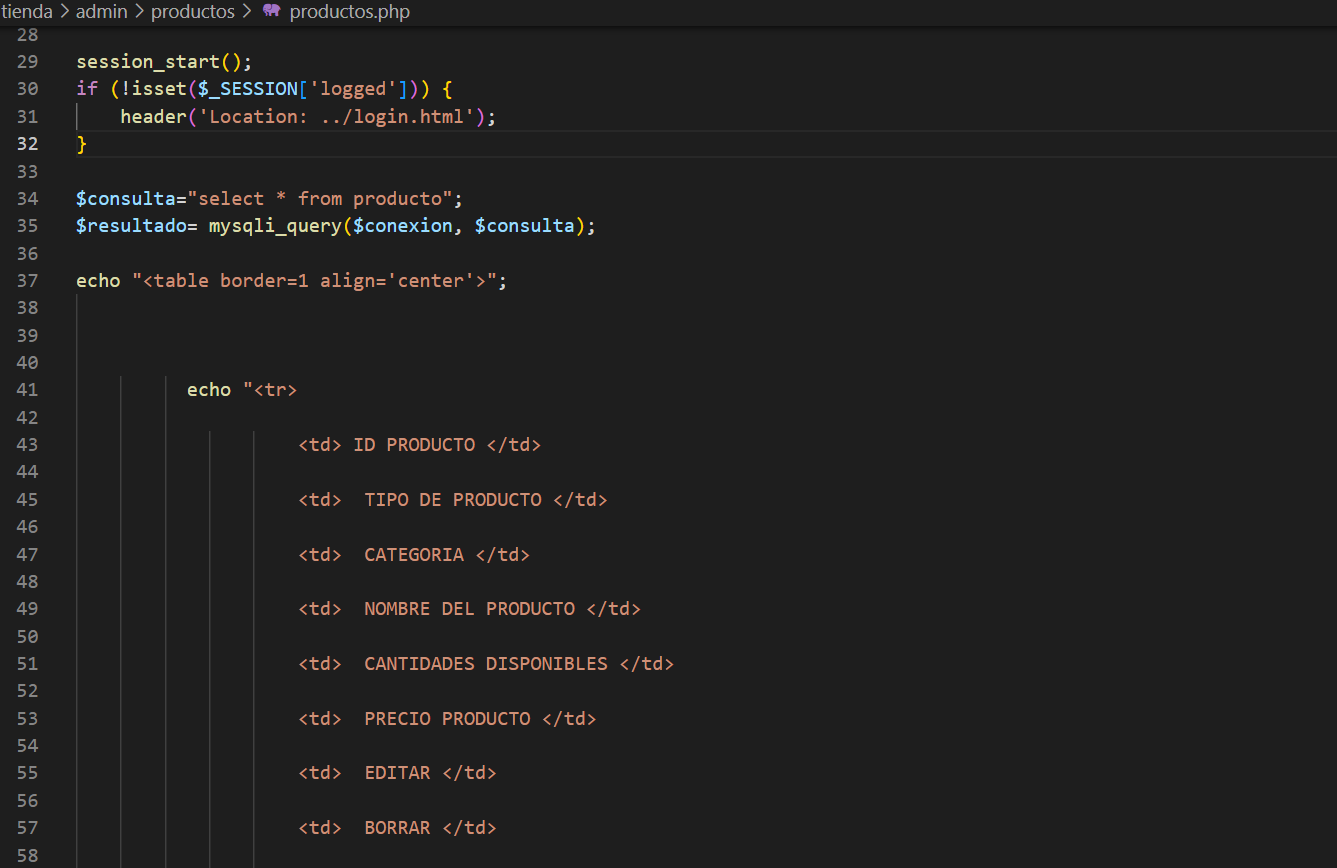 tienda > admin > productos > productos.php
28
29 session_start();
30 if (!isset($_SESSION['logged'])) {
31     header('Location: ../login.html');
32 }
33
34 $consulta="select * from producto";
35 $resultado= mysqli_query($conexion, $consulta);
36
37 echo "<table border=1 align='center'>";
38
39
40
41           echo "<tr>
42
43                     <td> ID PRODUCTO </td>
44
45                     <td>  TIPO DE PRODUCTO </td>
46
47                     <td>  CATEGORIA </td>
48
49                     <td>  NOMBRE DEL PRODUCTO </td>
50
51                     <td>  CANTIDADES DISPONIBLES </td>
52
53                     <td>  PRECIO PRODUCTO </td>
54
55                     <td>  EDITAR </td>
56
57                     <td>  BORRAR </td>
58